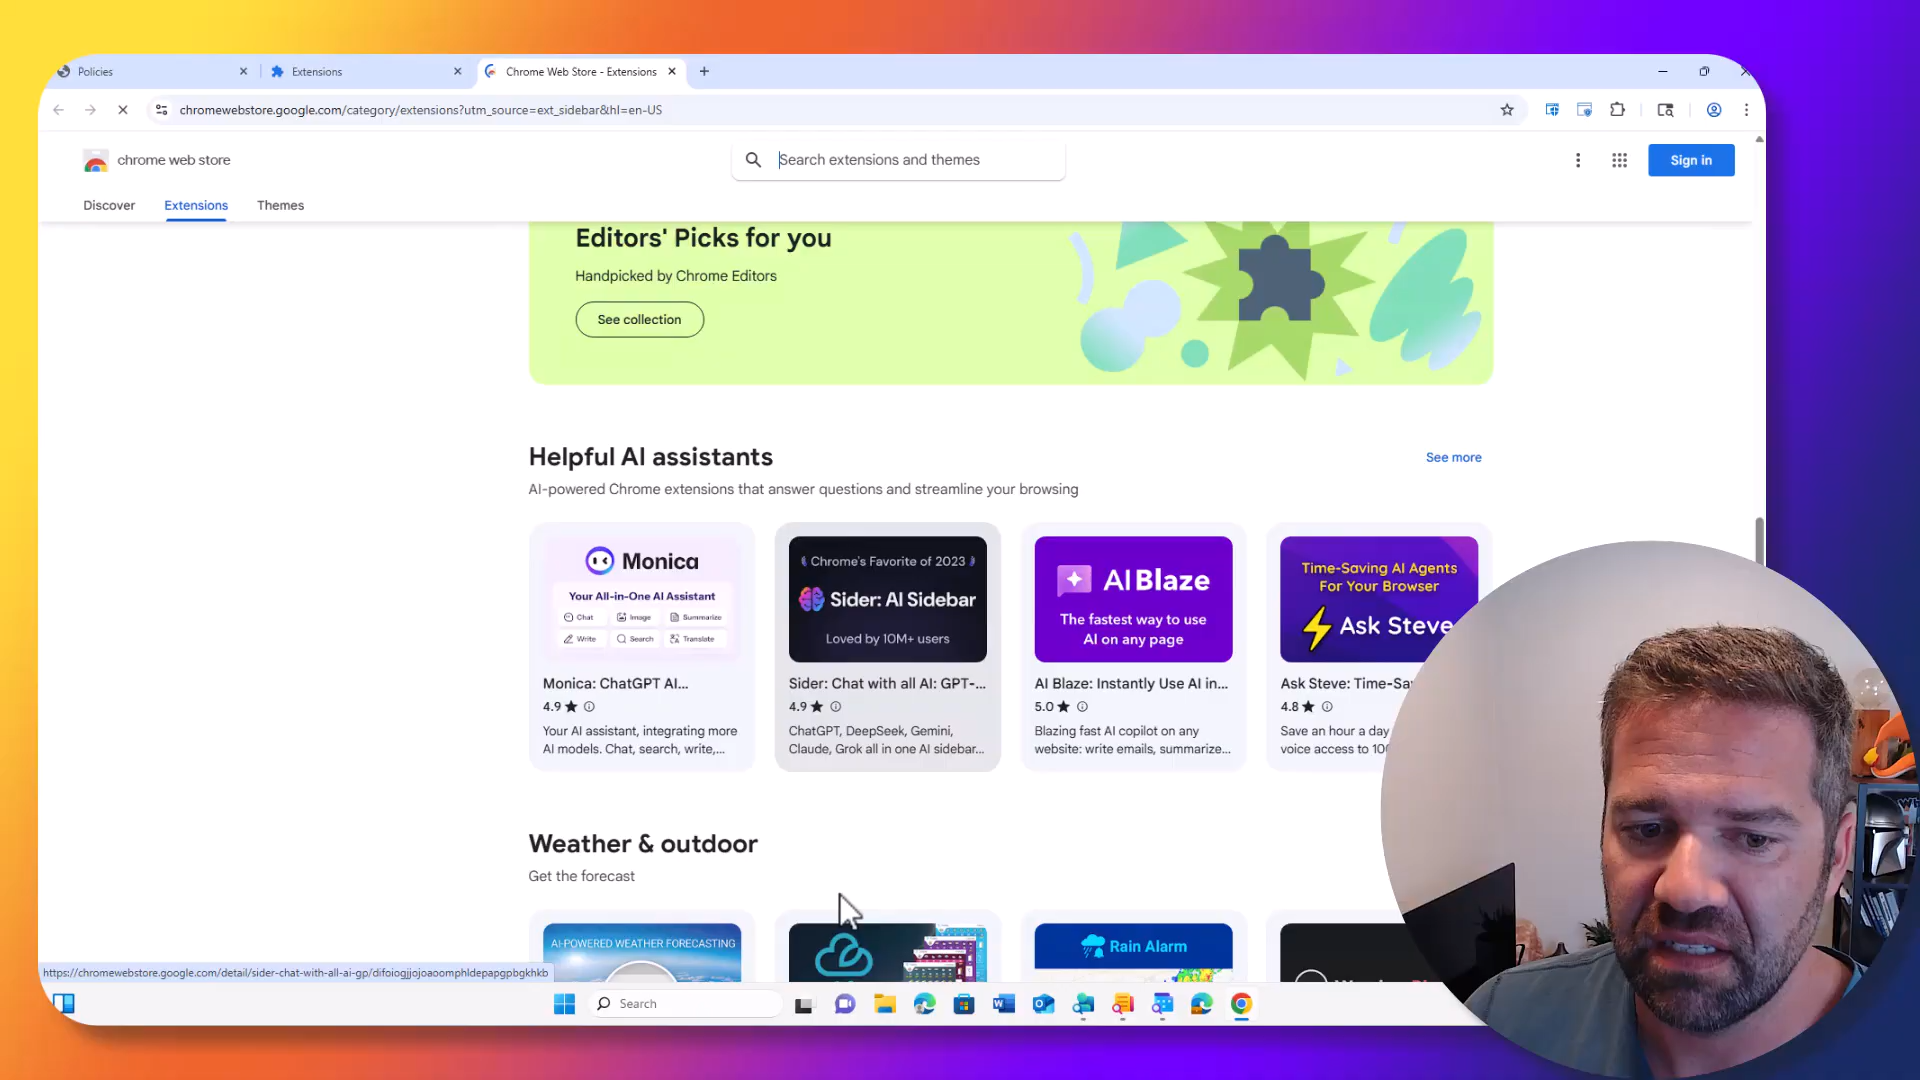 Policies
Extensions
Chrome Web Store - Extensions
chromewebstore.google.com/category/extensions?utm_source=ext_sidebar&hl=en-US
chrome web store
Search extensions and themes
Sign in
Discover
Extensions
Themes
Editors' Picks for you
Handpicked by Chrome Editors
See collection
Helpful AI assistants
See more
AI-powered Chrome extensions that answer questions and streamline your browsing
Monica
Your All-in-One AI Assistant
Chat
Image
Summarize
Write
Search
Translate
Monica: ChatGPT AI...
4.9
Your AI assistant, integrating more
AI models. Chat, search, write,...
Chrome's Favorite of 2023
Sider: AI Sidebar
Loved by 10M+ users
Sider: Chat with all AI: GPT-...
4.9
ChatGPT, DeepSeek, Gemini,
Claude, Grok all in one AI sidebar...
AI Blaze
The fastest way to use
AI on any page
AI Blaze: Instantly Use AI in...
5.0
Blazing fast AI copilot on any
website: write emails, summarize...
Time-Saving AI Agents
For Your Browser
Ask Steve
Ask Steve: Time-Sa
4.8
Save an hour a day
voice access to 10
Weather & outdoor
Get the forecast
AI-POWERED WEATHER FORECASTING
Rain Alarm
https://chromewebstore.google.com/detail/sider-chat-with-all-ai-gp/difoiogjjojoaoomphldepapgpbgkhkb
Search